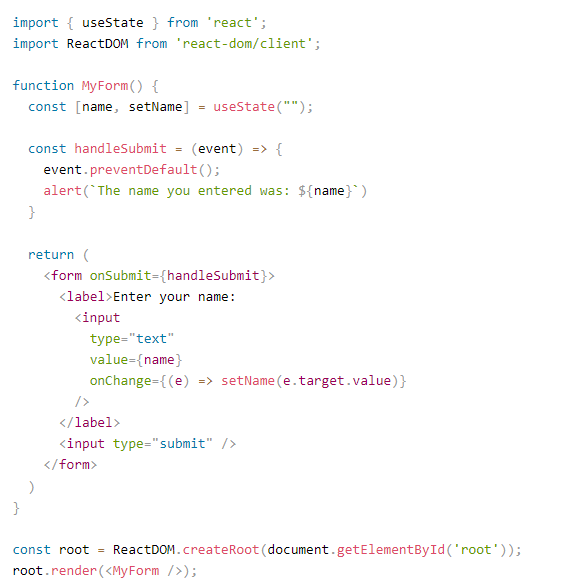 import { useState } from 'react';
import ReactDOM from 'react-dom/client';

function MyForm() {
  const [name, setName] = useState("");

  const handleSubmit = (event) => {
    event.preventDefault();
    alert(`The name you entered was: ${name}`)
  }

  return (
    <form onSubmit={handleSubmit}>
      <label>Enter your name:
        <input
          type="text"
          value={name}
          onChange={(e) => setName(e.target.value)}
        />
      </label>
      <input type="submit" />
    </form>
  )
}

const root = ReactDOM.createRoot(document.getElementById('root'));
root.render(<MyForm />);